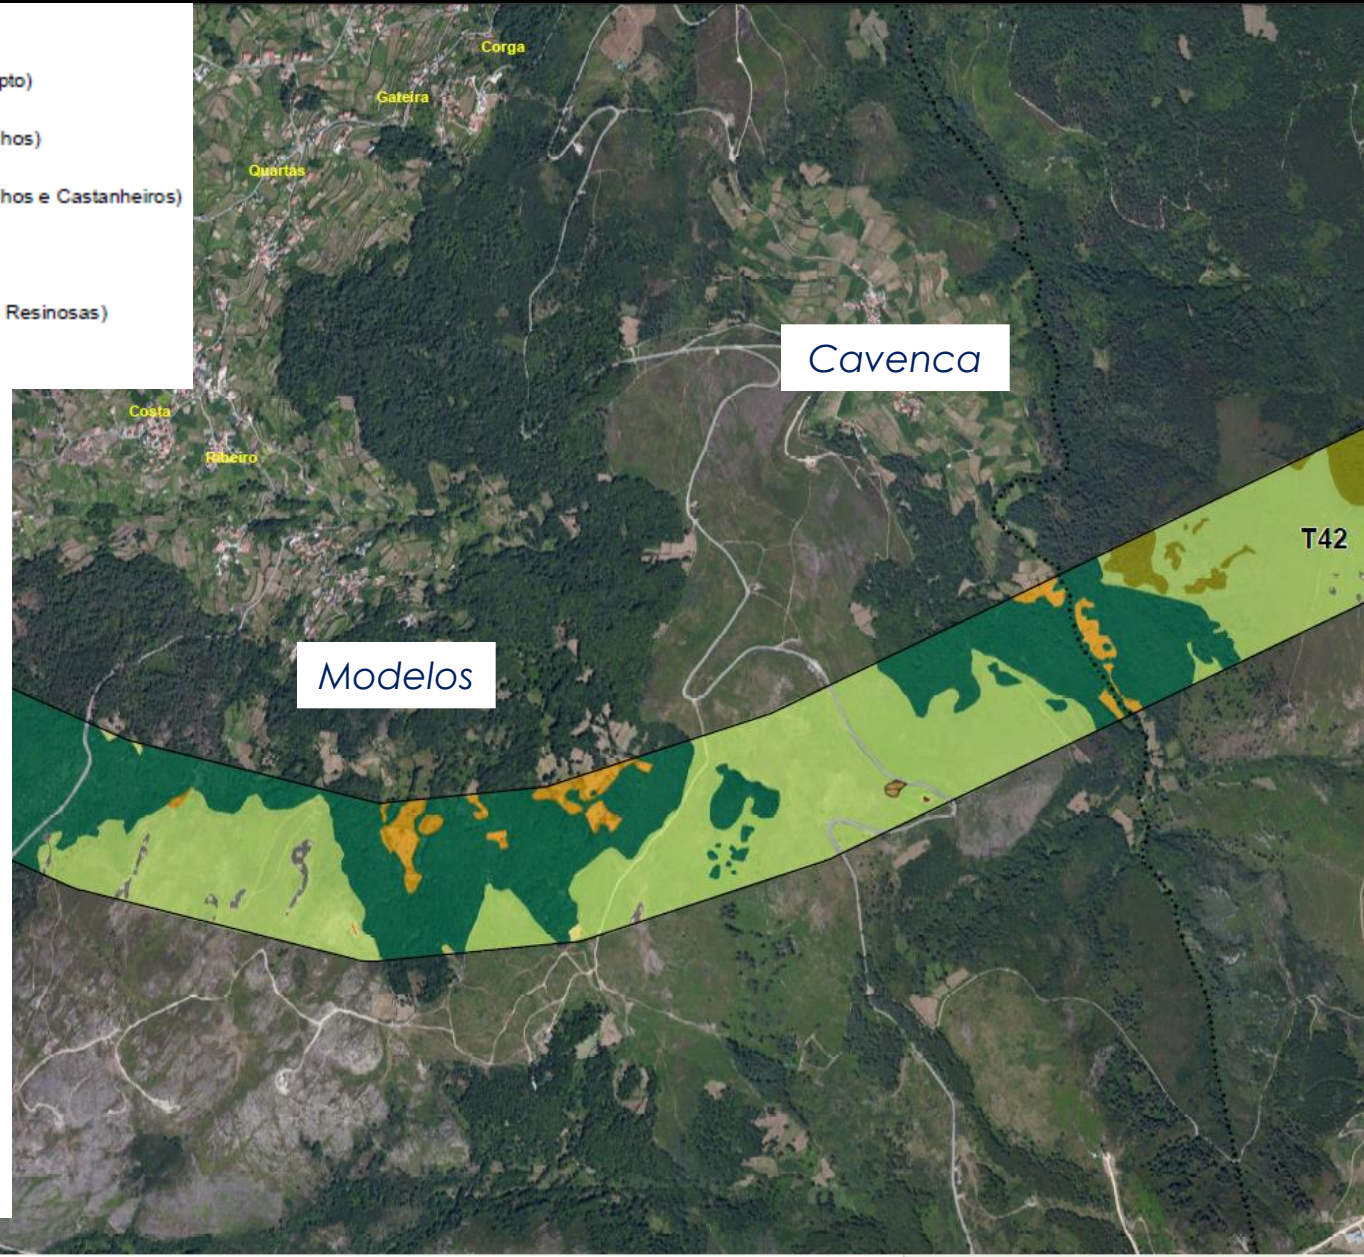 pto)
hos)
hos e Castanheiros)
Resinosas)
Corga
Gateira
Quartas
Cavenca
Costa
Ribeiro
T42
Modelos